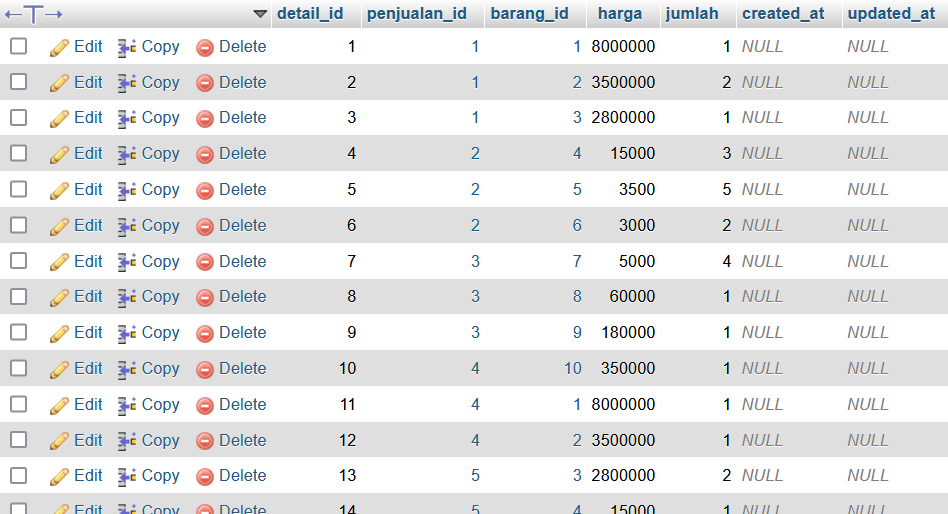 detail_id penjualan_id barang_id harga jumlah created_at updated_at
Edit Copy Delete 1 1 1 8000000 1 NULL NULL
Edit Copy Delete 2 1 2 3500000 2 NULL NULL
Edit Copy Delete 3 1 3 2800000 1 NULL NULL
Edit Copy Delete 4 2 4 15000 3 NULL NULL
Edit Copy Delete 5 2 5 3500 5 NULL NULL
Edit Copy Delete 6 2 6 3000 2 NULL NULL
Edit Copy Delete 7 3 7 5000 4 NULL NULL
Edit Copy Delete 8 3 8 60000 1 NULL NULL
Edit Copy Delete 9 3 9 180000 1 NULL NULL
Edit Copy Delete 10 4 10 350000 1 NULL NULL
Edit Copy Delete 11 4 1 8000000 1 NULL NULL
Edit Copy Delete 12 4 2 3500000 1 NULL NULL
Edit Copy Delete 13 5 3 2800000 2 NULL NULL
Edit Copy Delete 14 5 4 15000 1 NULL NULL